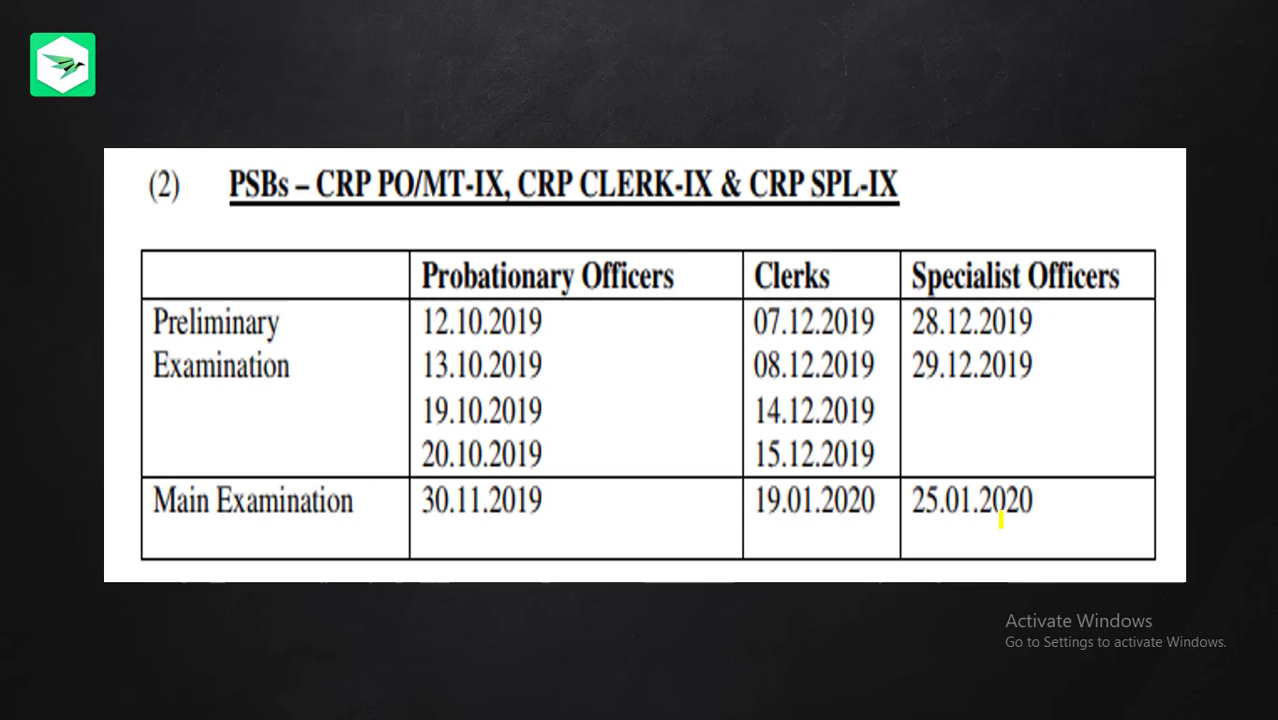 (2) PSBs – CRP PO/MT-IX, CRP CLERK-IX & CRP SPL-IX
Probationary Officers Clerks Specialist Officers
Preliminary 12.10.2019 07.12.2019 28.12.2019
Examination 13.10.2019 08.12.2019 29.12.2019
19.10.2019 14.12.2019
20.10.2019 15.12.2019
Main Examination 30.11.2019 19.01.2020 25.01.2020
Activate Windows
Go to Settings to activate Windows.